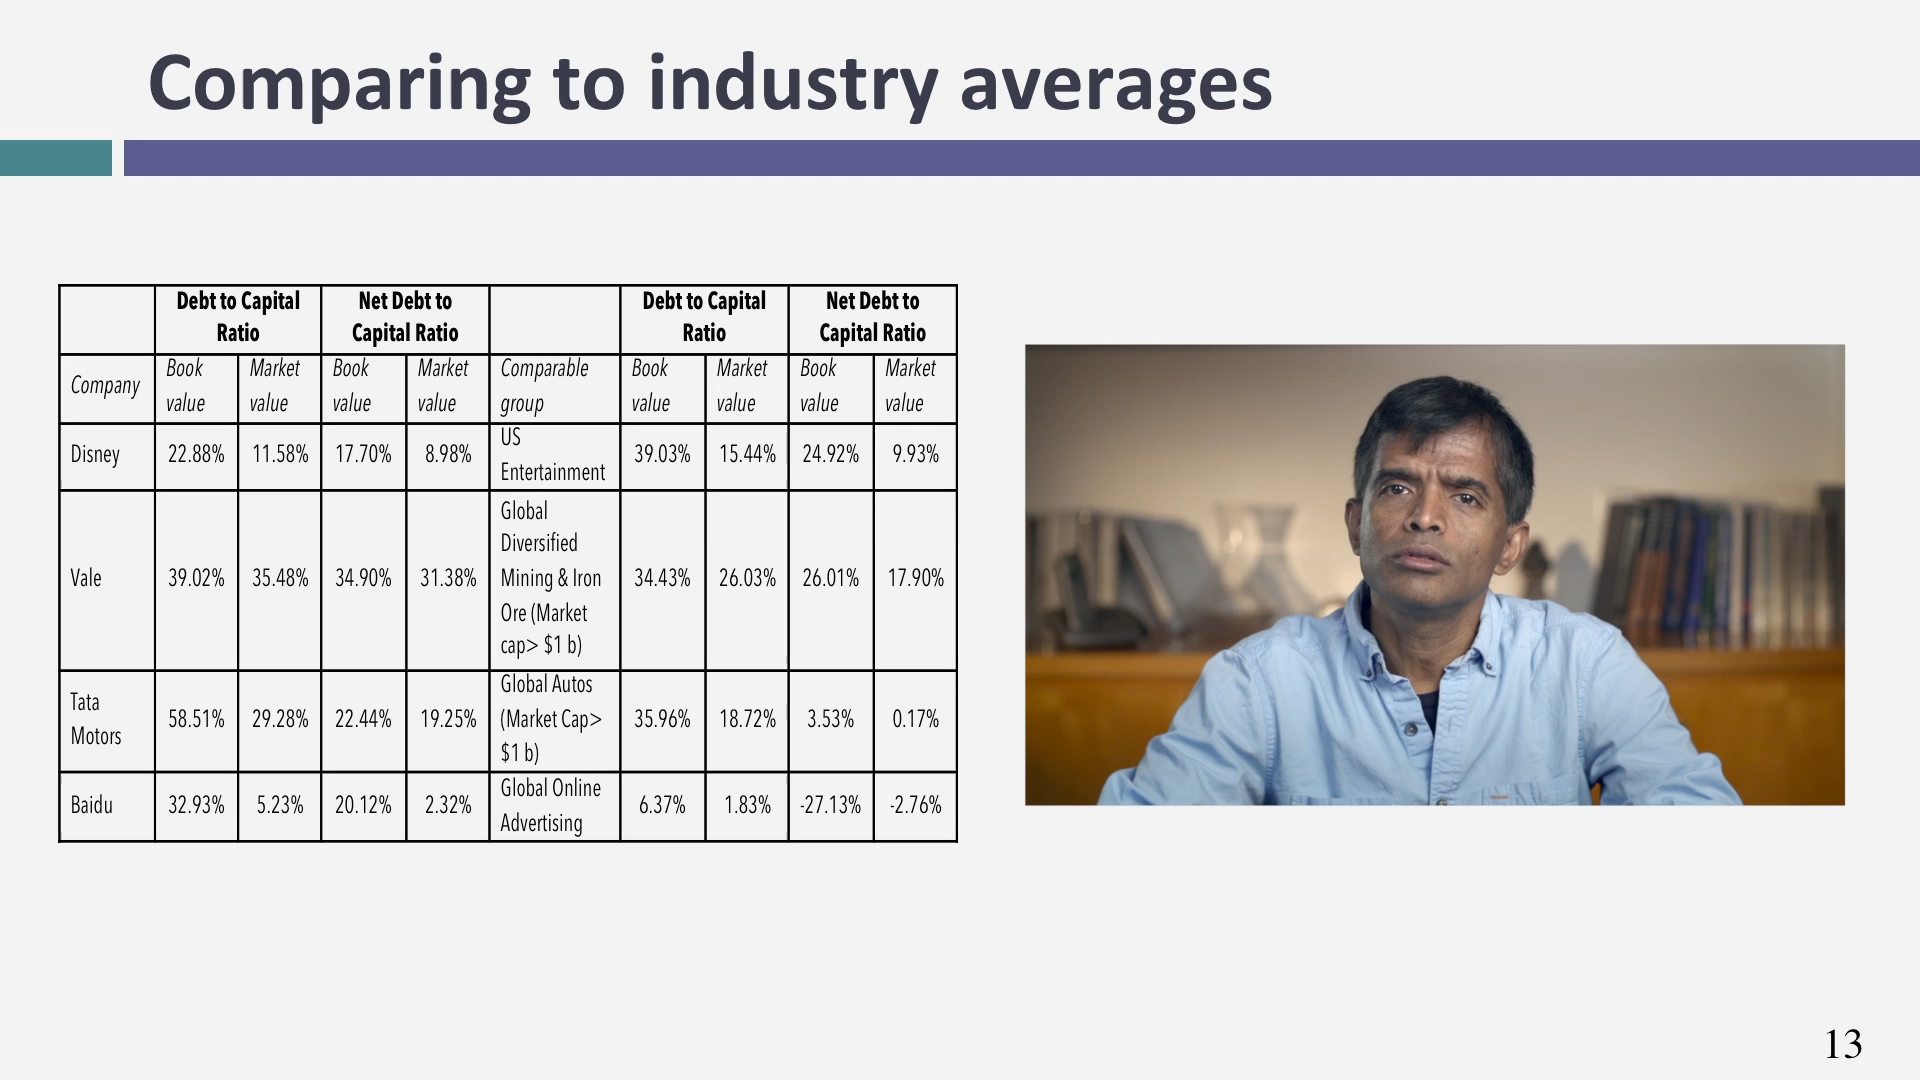 Comparing to industry averages
Debt to Capital Ratio | Net Debt to Capital Ratio | | Debt to Capital Ratio | Net Debt to Capital Ratio
Company | Book value | Market value | Book value | Market value | Comparable group | Book value | Market value | Book value | Market value
Disney | 22.88% | 11.58% | 17.70% | 8.98% | US Entertainment | 39.03% | 15.44% | 24.92% | 9.93%
Vale | 39.02% | 35.48% | 34.90% | 31.38% | Global Diversified Mining & Iron Ore (Market cap> $1 b) | 34.43% | 26.03% | 26.01% | 17.90%
Tata Motors | 58.51% | 29.28% | 22.44% | 19.25% | Global Autos (Market Cap> $1 b) | 35.96% | 18.72% | 3.53% | 0.17%
Baidu | 32.93% | 5.23% | 20.12% | 2.32% | Global Online Advertising | 6.37% | 1.83% | -27.13% | -2.76%
13